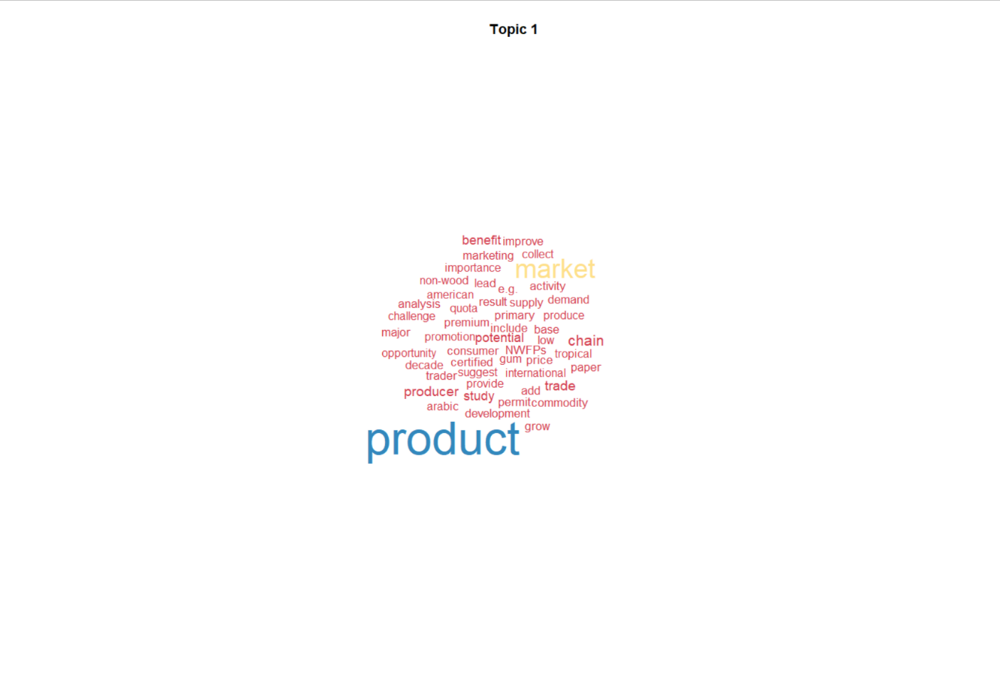 Topic 1
benefit improve
marketing collect
importance market
non-wood lead e.g. activity
american
analysis quota result supply demand
challenge premium primary produce
major include base
promotion potential low chain
opportunity consumer NWFPs tropical
decade certified gum price paper
trader suggest international
provide
producer study add trade
arabic permit commodity
development
product grow